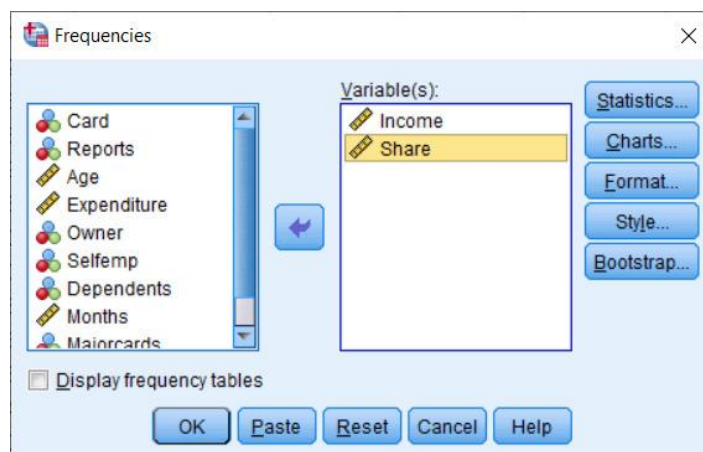 Frequencies
Variable(s):
Card
Reports
Age
Expenditure
Owner
Selfemp
Dependents
Months
Majorcards
Income
Share
Statistics...
Charts...
Format...
Style...
Bootstrap...
Display frequency tables
OK Paste Reset Cancel Help